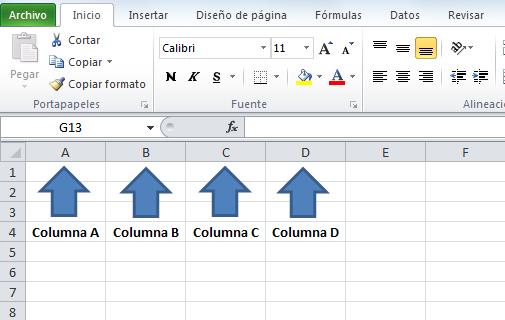 Archivo Inicio Insertar Diseño de página Fórmulas Datos Revisar
Pegar
Cortar
Copiar
Copiar formato
Portapapeles
Calibri 11 A A
N K S A
Fuente
Alineació
G13 fx
A B C D E F
1
2
3
4 Columna A Columna B Columna C Columna D
5
6
7
8